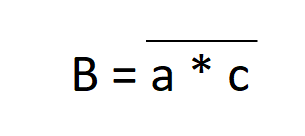 B = a * c